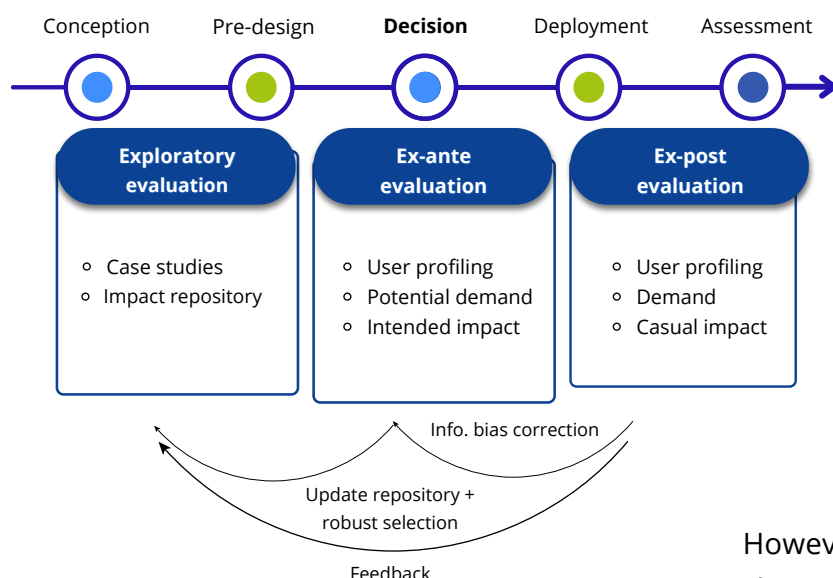 Conception
Pre-design
Decision
Deployment
Assessment
Exploratory
evaluation
Ex-ante
evaluation
Ex-post
evaluation
Case studies
Impact repository
User profiling
Potential demand
Intended impact
User profiling
Demand
Casual impact
Info. bias correction
Update repository +
robust selection
Feedback